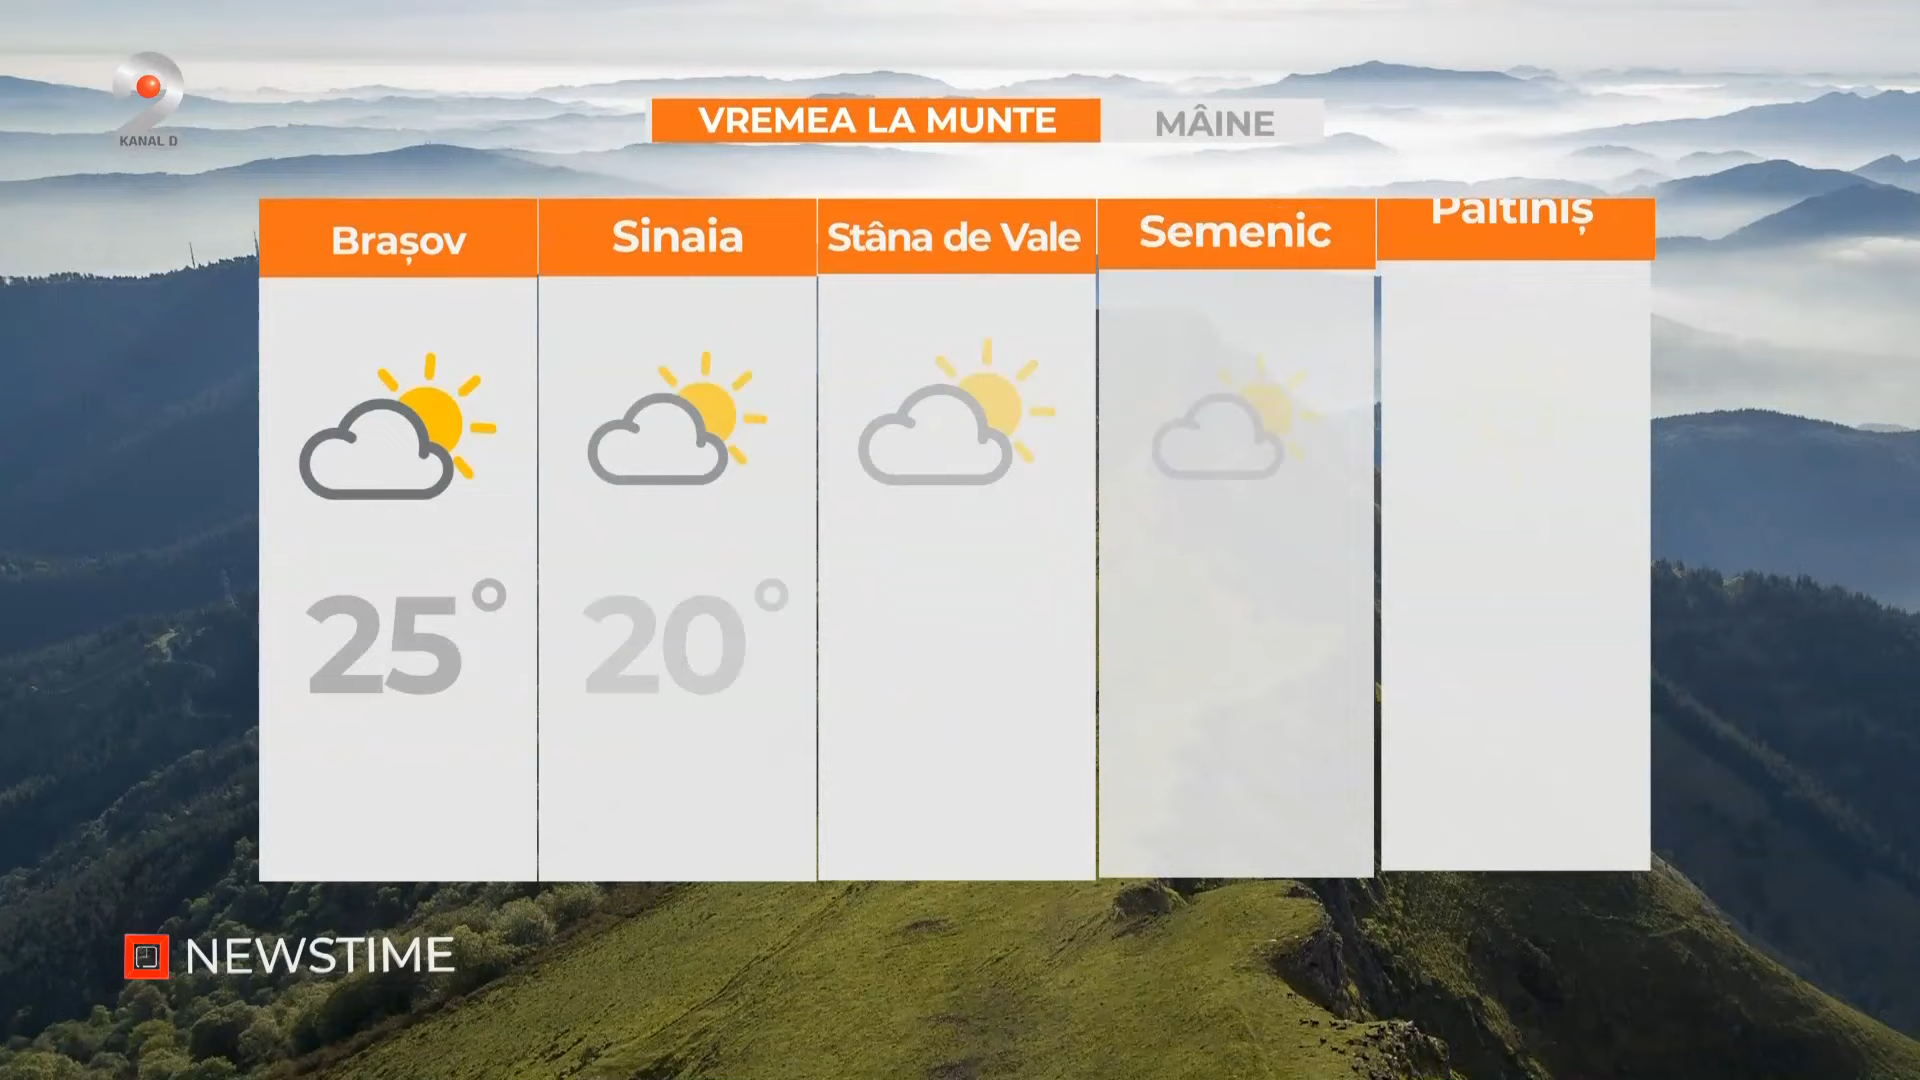 KANAL D
VREMEA LA MUNTE
MÂINE
Brașov
Sinaia
Stâna de Vale
Semenic
Păltiniș
25°
20°
NEWSTIME